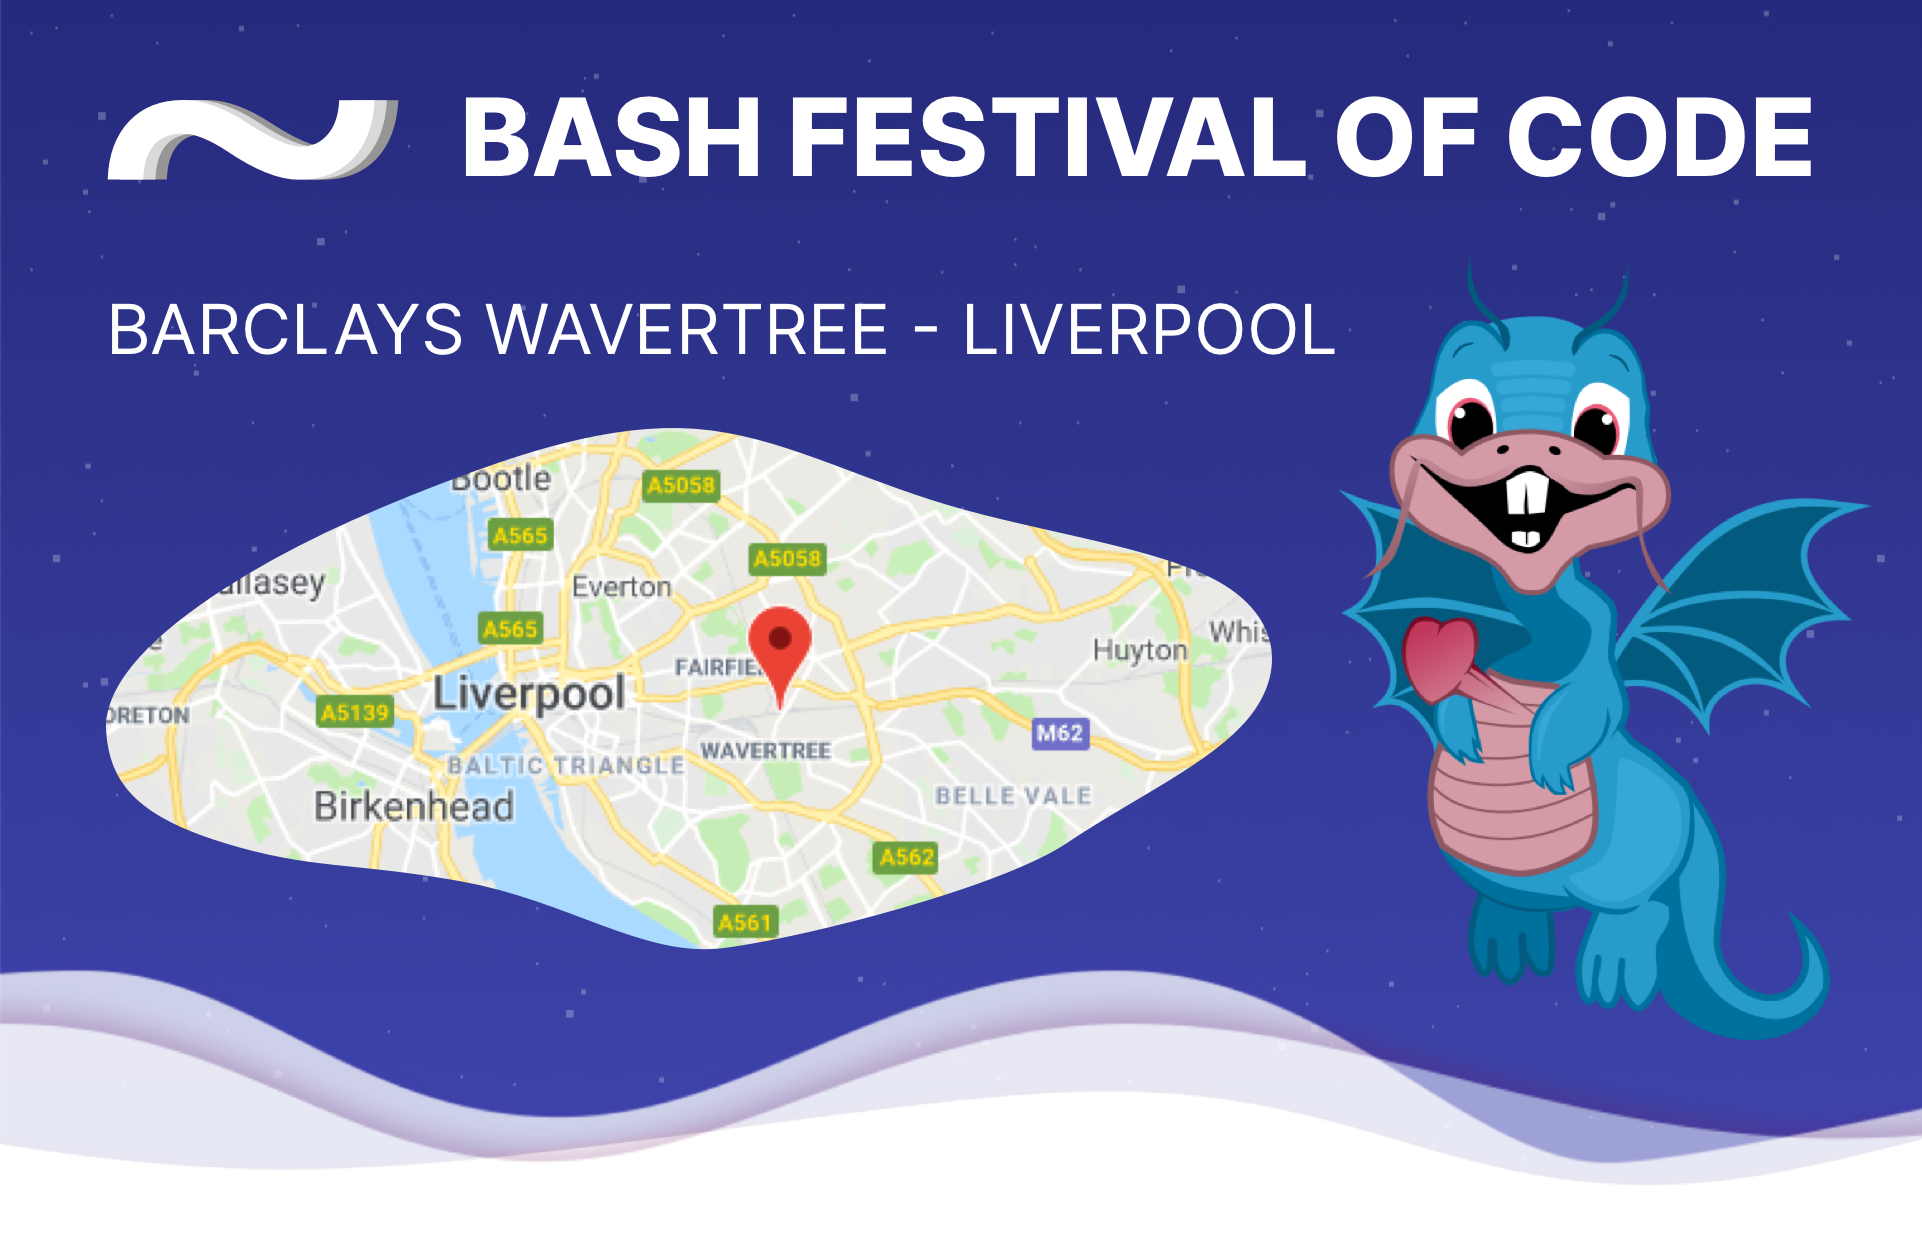 BASH FESTIVAL OF CODE
BARCLAYS WAVERTREE - LIVERPOOL
Bootle
A5058
A565
A5058
Everton
A565
Huyton
FAIRFIE
Liverpool
A5139
M62
WAVERTREE
BALTIC TRIANGLE
BELLE VALE
Birkenhead
A562
A561